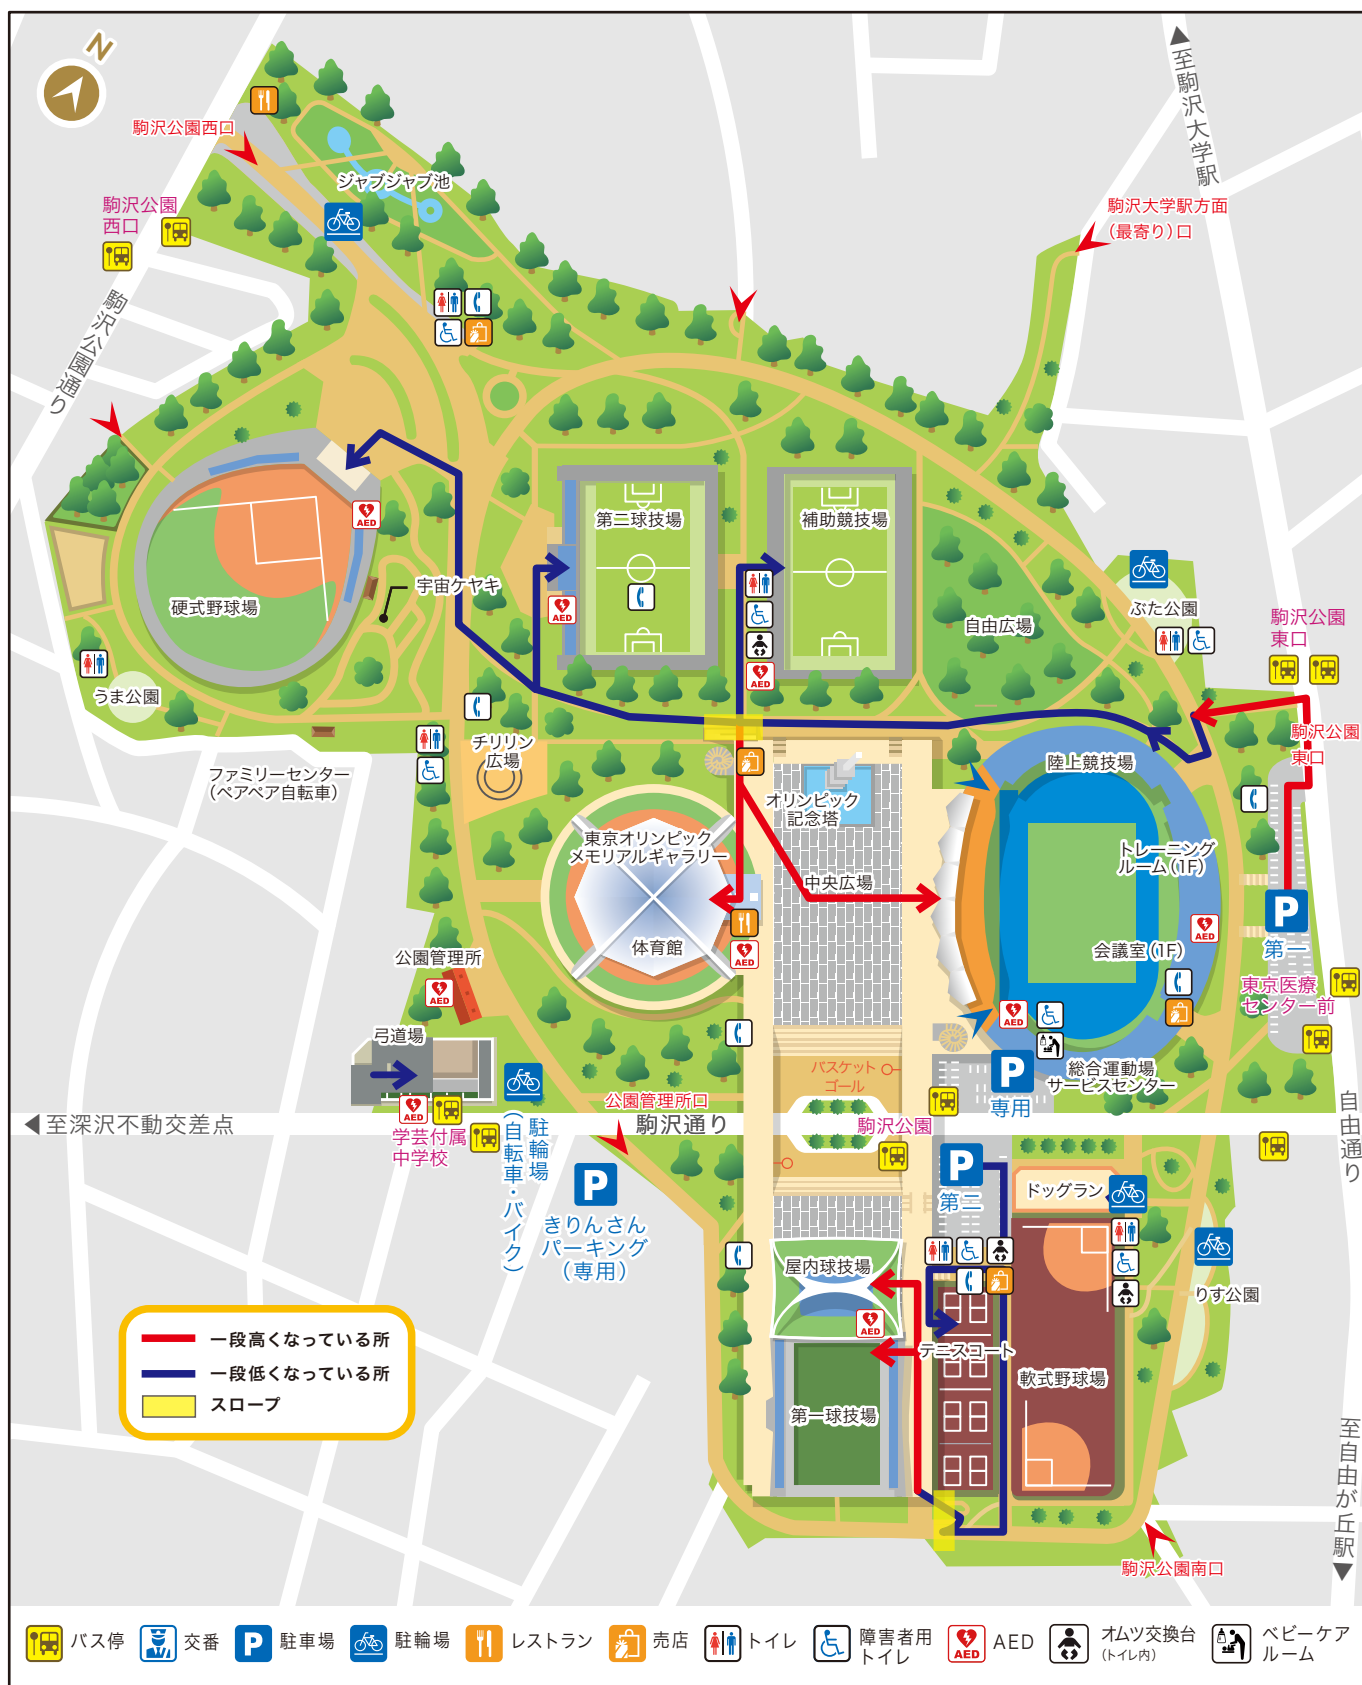 N
駒沢公園西口
ジャブジャブ池
駒沢公園
西口
駒沢公園通り
▲至駒沢大学駅
駒沢大学駅方面
(最寄り)口
第二球技場
補助競技場
宇宙ケヤキ
硬式野球場
AED
AED
AED
自由広場
ぶた公園
駒沢公園
東口
うま公園
チリリン
広場
駒沢公園
東口
陸上競技場
ファミリーセンター
(ペアペア自転車)
オリンピック
記念塔
東京オリンピック
メモリアルギャラリー
トレーニング
ルーム(1F)
中央広場
P
第一
AED
体育館
AED
会議室(1F)
公園管理所
AED
東京医療
センター前
AED
弓道場
バスケット
ゴール
P
専用
総合運動場
サービスセンター
公園管理所口
AED
◀至深沢不動交差点
駒沢通り
駒沢公園
学芸付属
中学校
駐輪場
(自転車・バイク)
自由通り
P
きりんさん
パーキング
(専用)
P
第二
ドッグラン
屋内球技場
りす公園
AED
テニスコート
軟式野球場
第一球技場
一段高くなっている所
一段低くなっている所
スロープ
至自由が丘駅▼
駒沢公園南口
バス停
交番
P
駐車場
駐輪場
レストラン
売店
トイレ
障害者用
トイレ
AED
AED
オムツ交換台
(トイレ内)
ベビーケア
ルーム